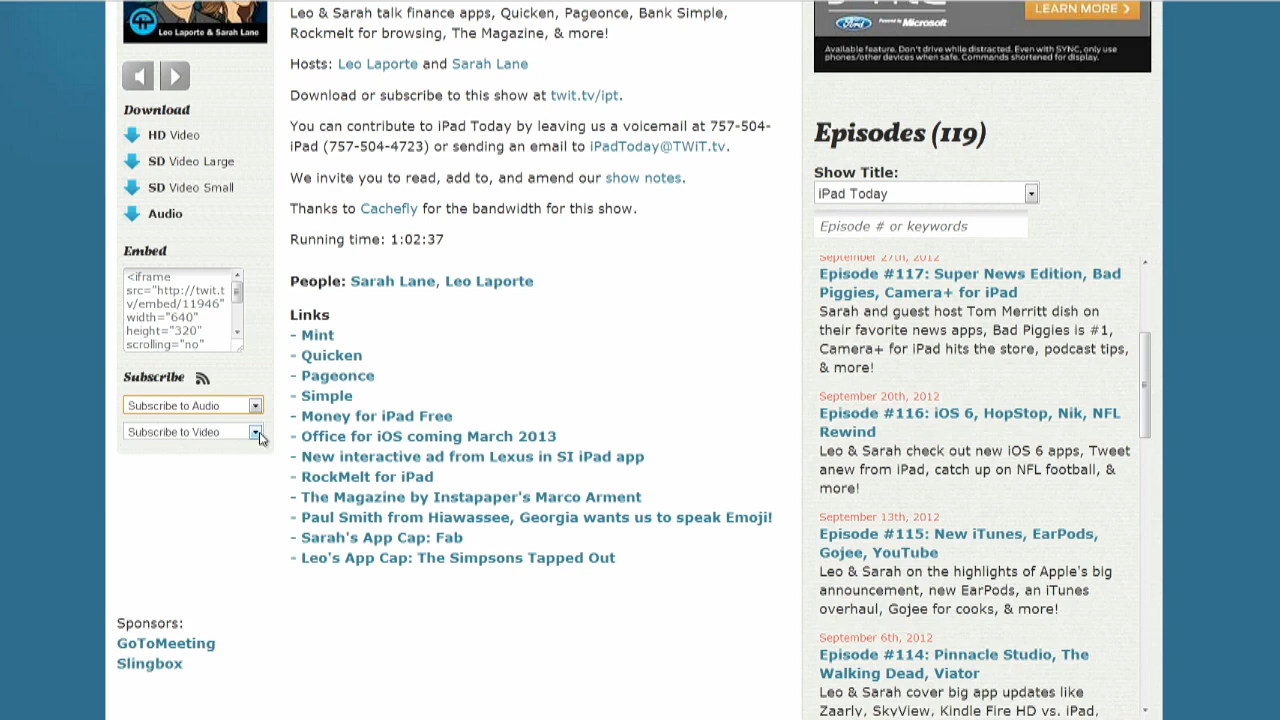 Leo Laporte & Sarah Lane
Download
HD Video
SD Video Large
SD Video Small
Audio
Embed
<iframe
src="http://twit.t
v/embed/11946"
width="640"
height="320"
scrolling="no"
Subscribe
Subscribe to Audio
Subscribe to Video
Leo & Sarah talk finance apps, Quicken, Pageonce, Bank Simple,
Rockmelt for browsing, The Magazine, & more!
Hosts: Leo Laporte and Sarah Lane
Download or subscribe to this show at twit.tv/ipt.
You can contribute to iPad Today by leaving us a voicemail at 757-504-
iPad (757-504-4723) or sending an email to iPadToday@TWiT.tv.
We invite you to read, add to, and amend our show notes.
Thanks to Cachefly for the bandwidth for this show.
Running time: 1:02:37
People: Sarah Lane, Leo Laporte
Links
- Mint
- Quicken
- Pageonce
- Simple
- Money for iPad Free
- Office for iOS coming March 2013
- New interactive ad from Lexus in SI iPad app
- RockMelt for iPad
- The Magazine by Instapaper's Marco Arment
- Paul Smith from Hiawassee, Georgia wants us to speak Emoji!
- Sarah's App Cap: Fab
- Leo's App Cap: The Simpsons Tapped Out
Sponsors:
GoToMeeting
Slingbox
LEARN MORE >
Ford Powered by Microsoft
Available feature. Don't drive while distracted. Even with SYNC, only use
phones/other devices when safe. Commands shortened for display.
Episodes (119)
Show Title:
iPad Today
Episode # or keywords
September 27th, 2012
Episode #117: Super News Edition, Bad
Piggies, Camera+ for iPad
Sarah and guest host Tom Merritt dish on
their favorite news apps, Bad Piggies is #1,
Camera+ for iPad hits the store, podcast tips,
& more!
September 20th, 2012
Episode #116: iOS 6, HopStop, Nik, NFL
Rewind
Leo & Sarah check out new iOS 6 apps, Tweet
anew from iPad, catch up on NFL football, &
more!
September 13th, 2012
Episode #115: New iTunes, EarPods,
Gojee, YouTube
Leo & Sarah on the highlights of Apple's big
announcement, new EarPods, an iTunes
overhaul, Gojee for cooks, & more!
September 6th, 2012
Episode #114: Pinnacle Studio, The
Walking Dead, Viator
Leo & Sarah cover big app updates like
Zaarly, SkyView, Kindle Fire HD vs. iPad,